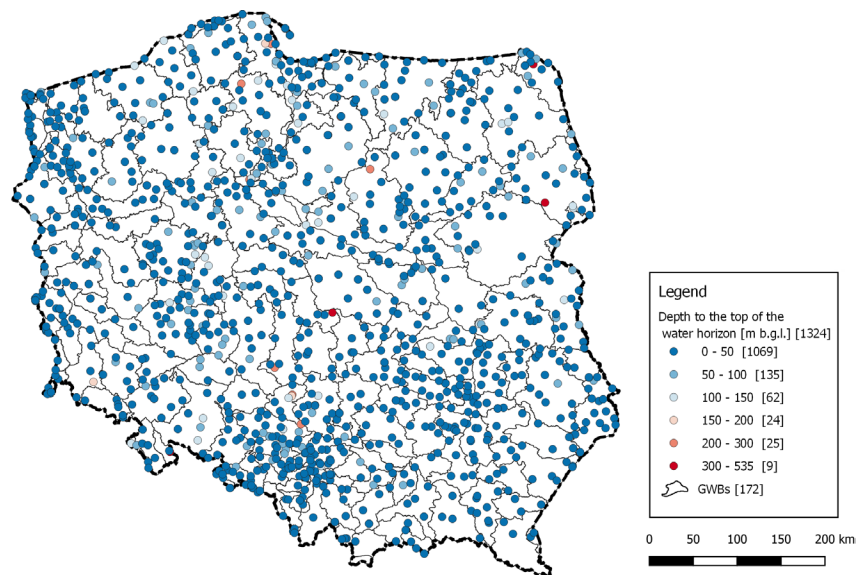 Legend
Depth to the top of the
water horizon [m b.g.l.] [1324]
0 - 50 [1069]
50 - 100 [135]
100 - 150 [62]
150 - 200 [24]
200 - 300 [25]
300 - 535 [9]
GWBs [172]
0 50 100 150 200 km